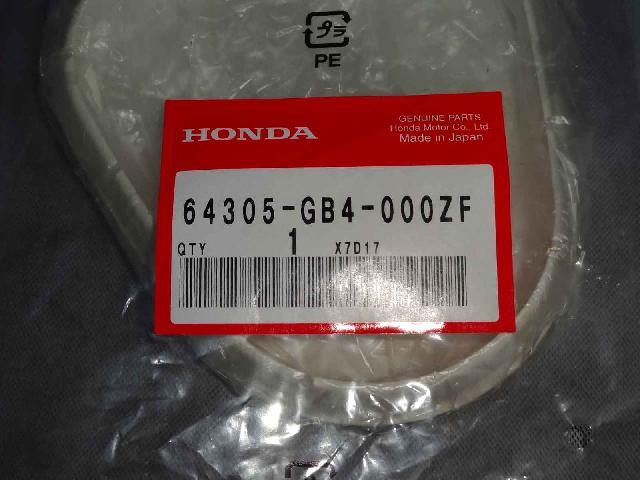 プラ
PE
HONDA
GENUINE PARTS
Honda Motor Co., Ltd
Made in Japan
64305-GB4-000ZF
QTY 1 X7D17